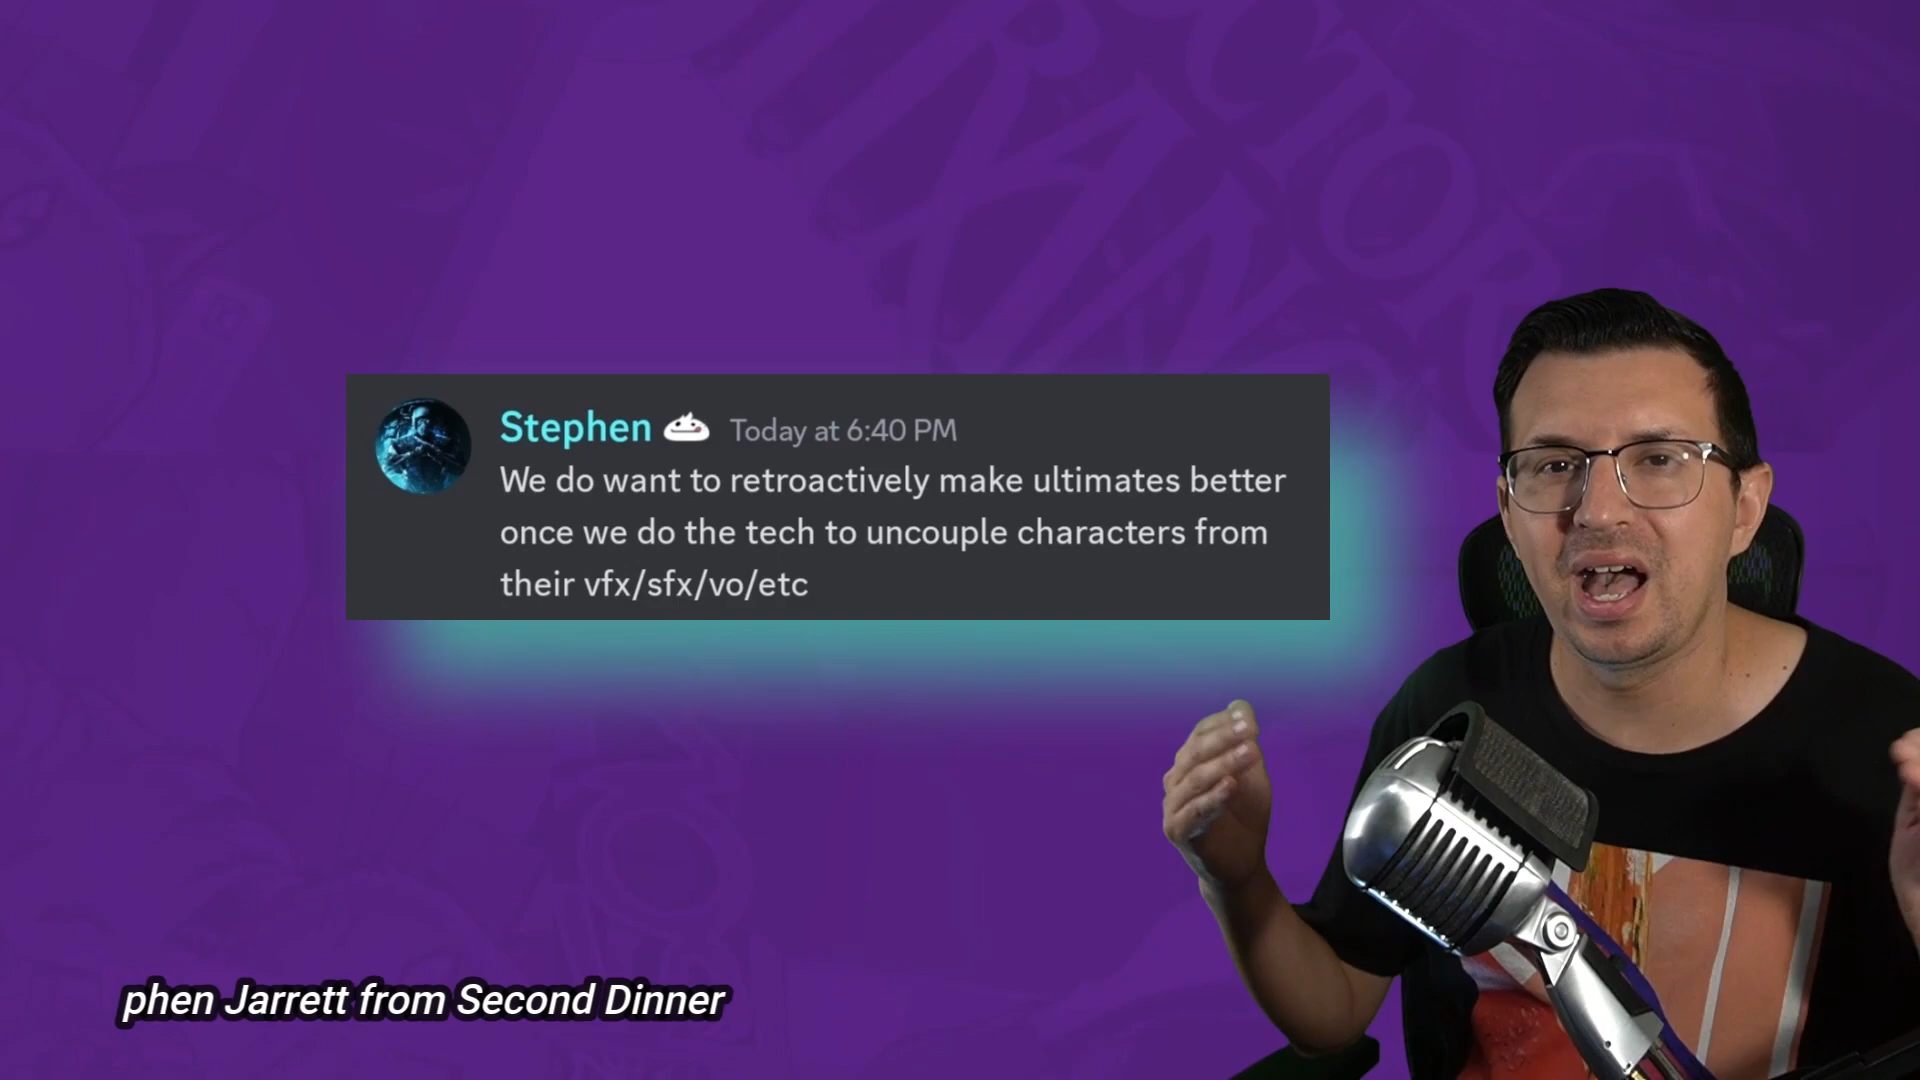 Stephen Today at 6:40 PM
We do want to retroactively make ultimates better
once we do the tech to uncouple characters from
their vfx/sfx/vo/etc
phen Jarrett from Second Dinner